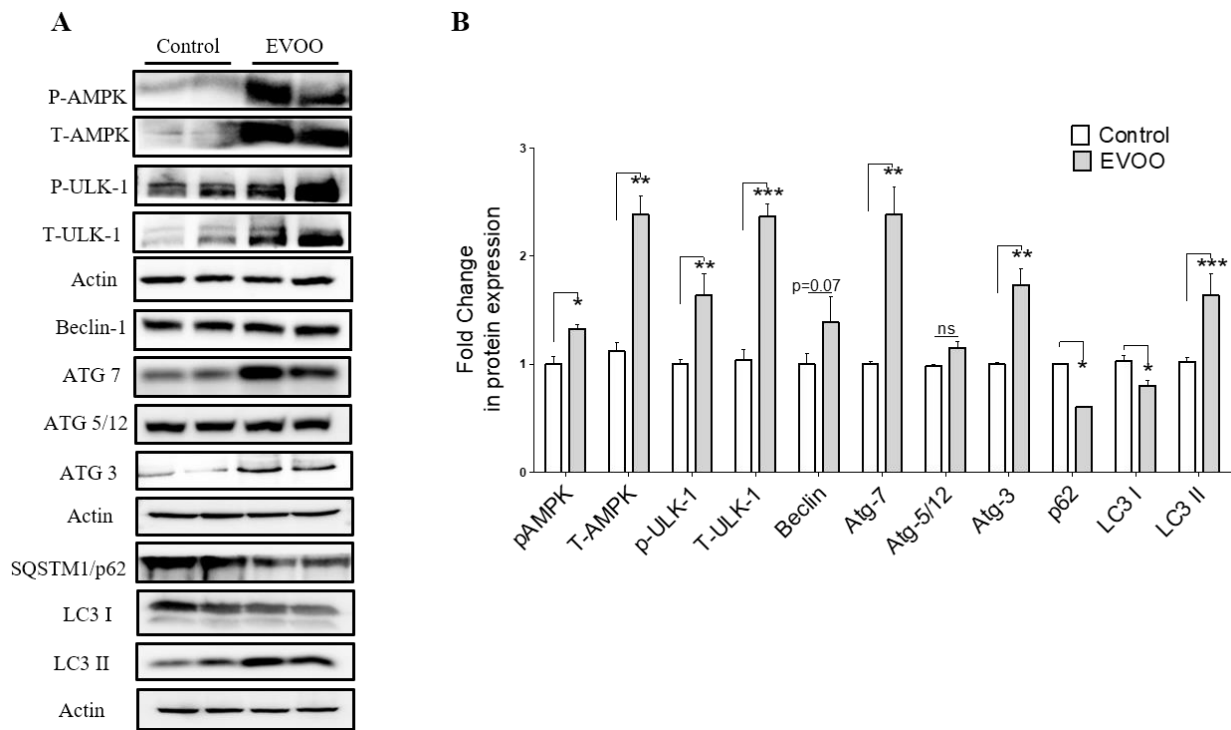 A
Control EVOO
P-AMPK
T-AMPK
P-ULK-1
T-ULK-1
Actin
Beclin-1
ATG 7
ATG 5/12
ATG 3
Actin
SQSTM1/p62
LC3 I
LC3 II
Actin
B
Control
EVOO
Fold Change
in protein expression
3
2
1
0
* ** ** *** p=0.07 ** ns ** * * ***
pAMPK T-AMPK p-ULK-1 T-ULK-1 Beclin Atg-7 Atg-5/12 Atg-3 p62 LC3 I LC3 II